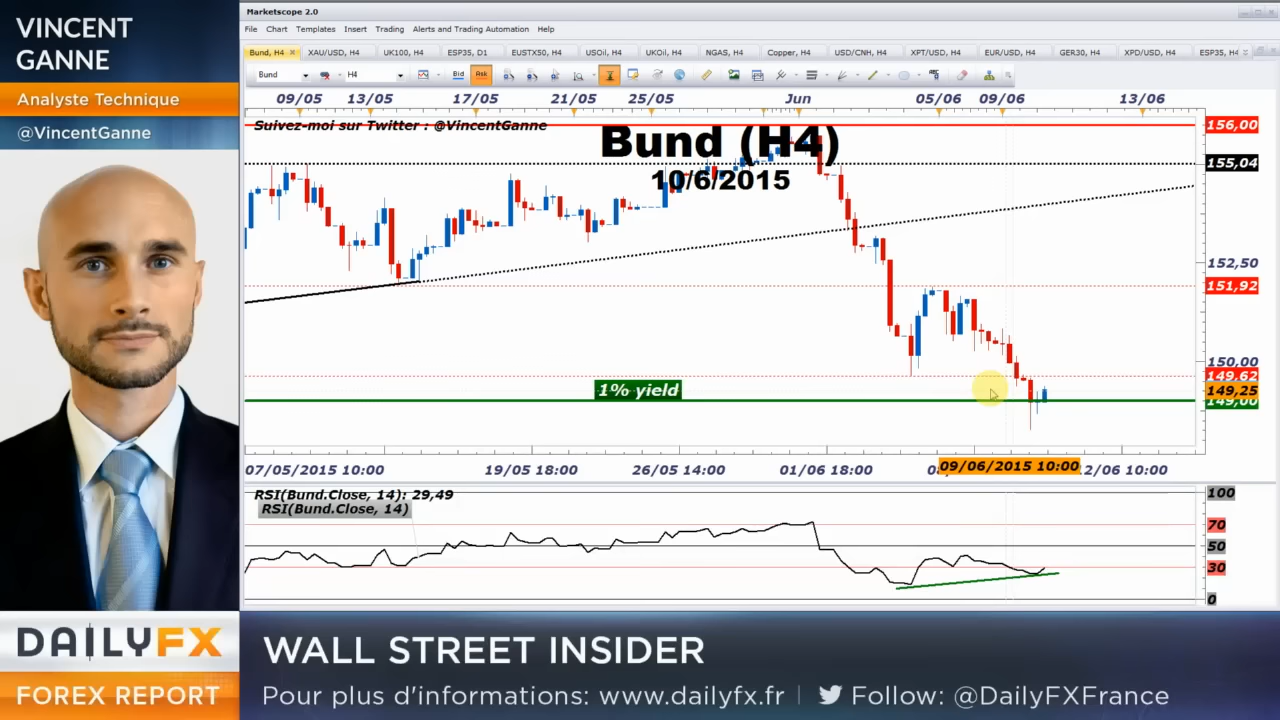 VINCENT
GANNE
Analyste Technique
@VincentGanne
Marketscope 2.0
File Chart Templates Insert Trading Alerts and Trading Automation Help
Bund, H4 XAU/USD, H4 UK100, H4 ESP35, D1 EUSTX50, H4 USOil, H4 UKOil, H4 NGAS, H4 Copper, H4 USD/CNH, H4 XPT/USD, H4 EUR/USD, H4 GER30, H4 XPD/USD, H4 ESP35, H4
Bund H4 Bid Ask
09/05 13/05 17/05 21/05 25/05 Jun 05/06 09/06 13/06
Suivez-moi sur Twitter : @VincentGanne
Bund (H4)
10/6/2015
156,00
155,04
152,50
151,92
150,00
149,62
149,25
149,00
1% yield
07/05/2015 10:00 19/05 18:00 26/05 14:00 01/06 18:00 09/06/2015 10:00 12/06 10:00
RSI(Bund.Close, 14): 29,49
RSI(Bund.Close, 14)
100
70
50
30
0
DAILYFX
FOREX REPORT
WALL STREET INSIDER
Pour plus d'informations: www.dailyfx.fr | Follow: @DailyFXFrance